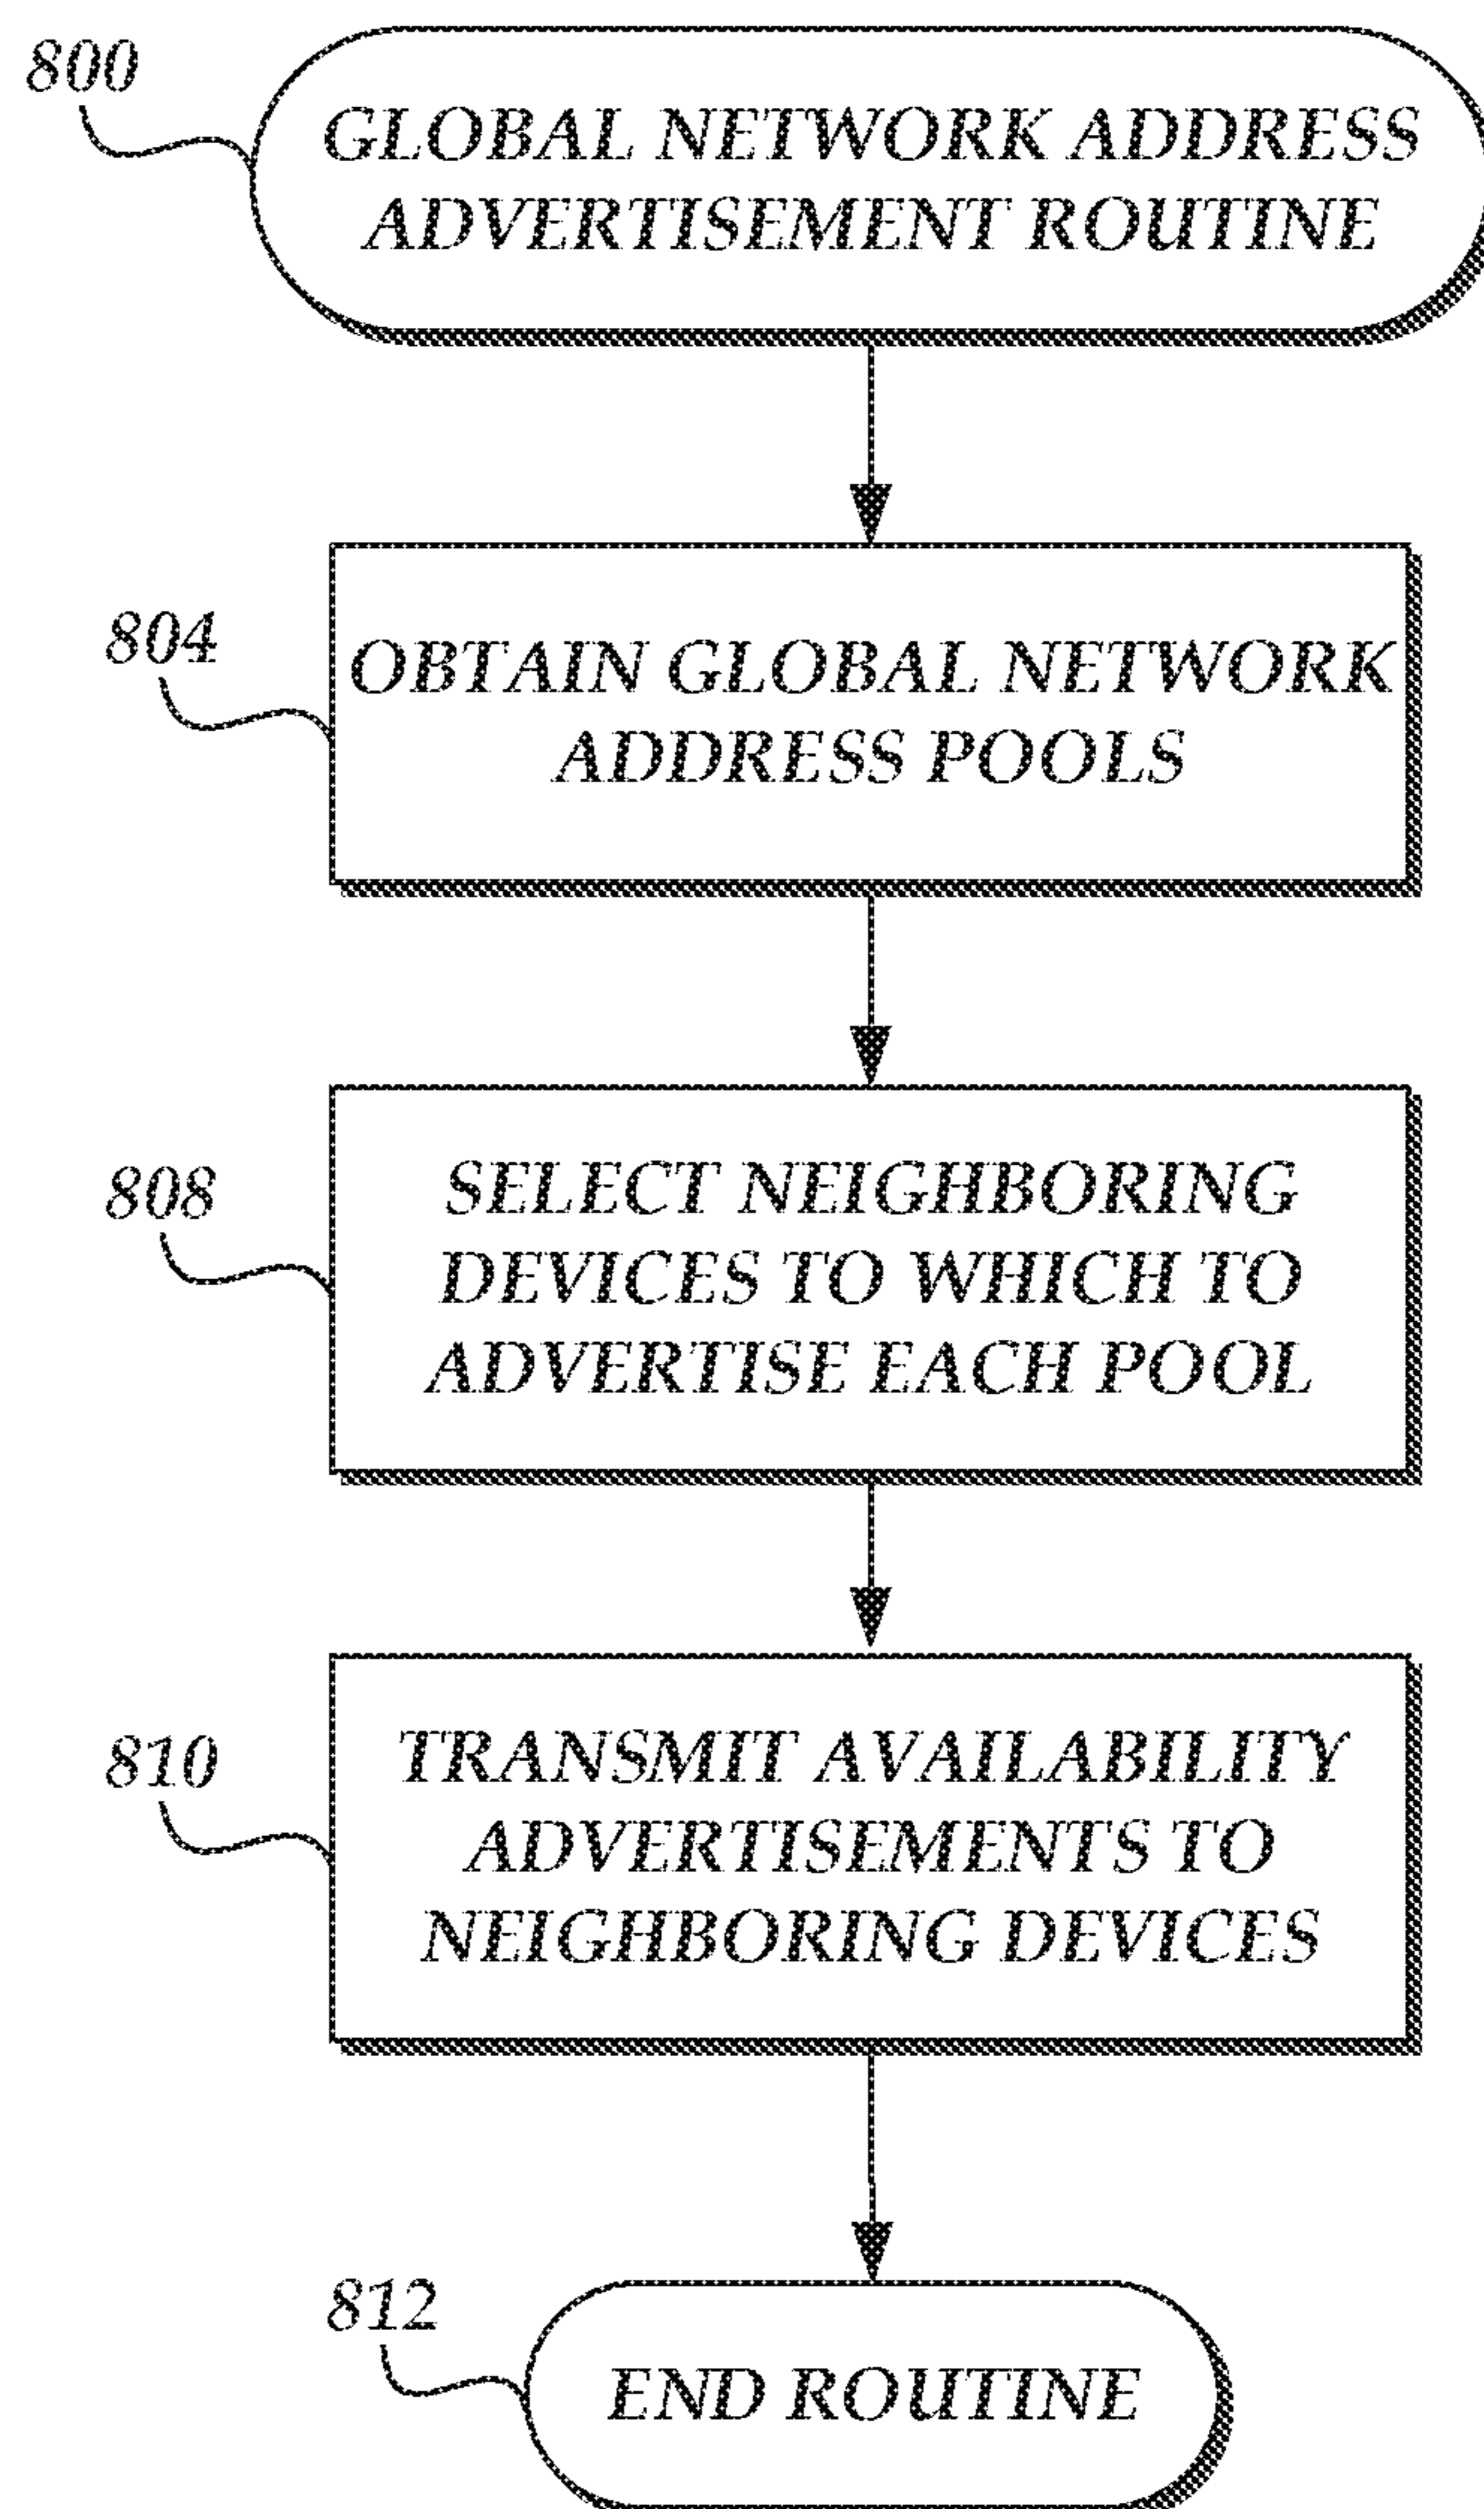 800
GLOBAL NETWORK ADDRESS
ADVERTISEMENT ROUTINE
804
OBTAIN GLOBAL NETWORK
ADDRESS POOLS
808
SELECT NEIGHBORING
DEVICES TO WHICH TO
ADVERTISE EACH POOL
810
TRANSMIT AVAILABILITY
ADVERTISEMENTS TO
NEIGHBORING DEVICES
812
END ROUTINE